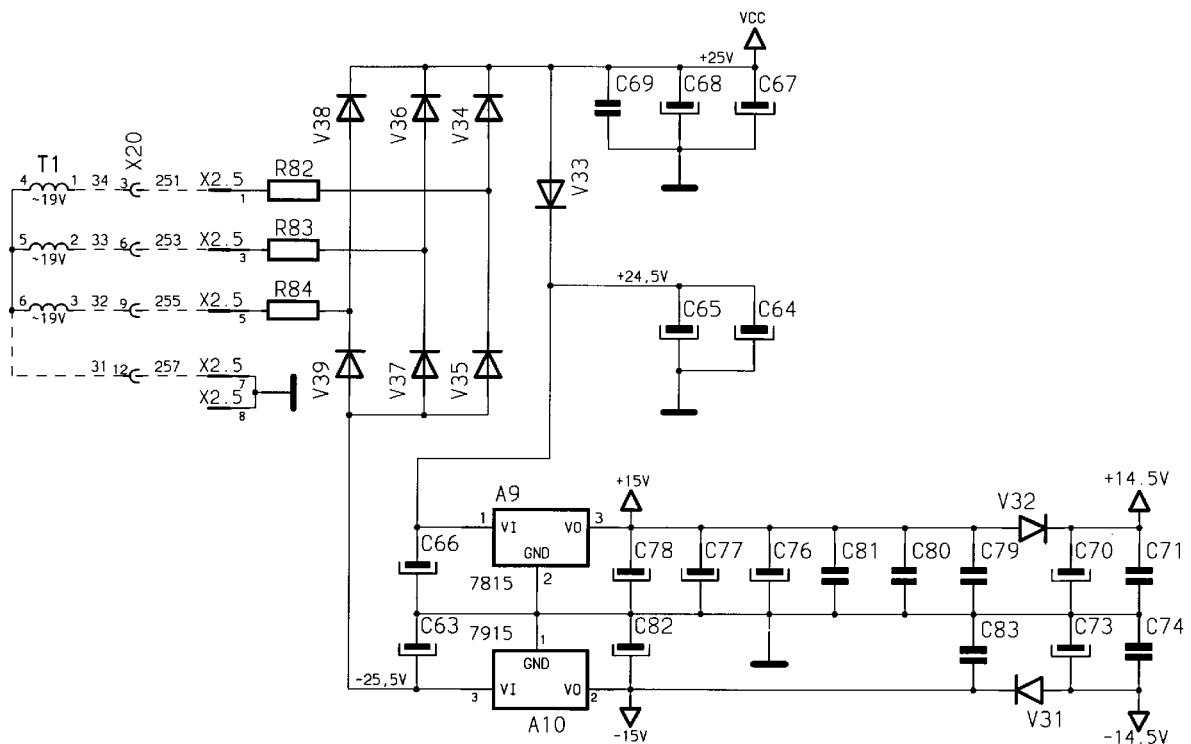 VCC
+25V
C69 C68 C67
V38 V36 V34
V33
T1 X20
4 1 34 3 251 X2.5 1 R82
~19V
5 2 33 6 253 X2.5 3 R83
~19V
6 3 32 9 255 X2.5 5 R84
~19V
31 12 257 X2.5 7
X2.5 8
V39 V37 V35
+24,5V
C65 C64
+15V +14.5V
A9 V32
1 VI VO 3
GND
C66 7815 2 C78 C77 C76 C81 C80 C79 C70 C71
C63 7915 1 C82 C83 C73 C74
GND
-25,5V 3 VI VO 2
A10 -15V V31 -14.5V